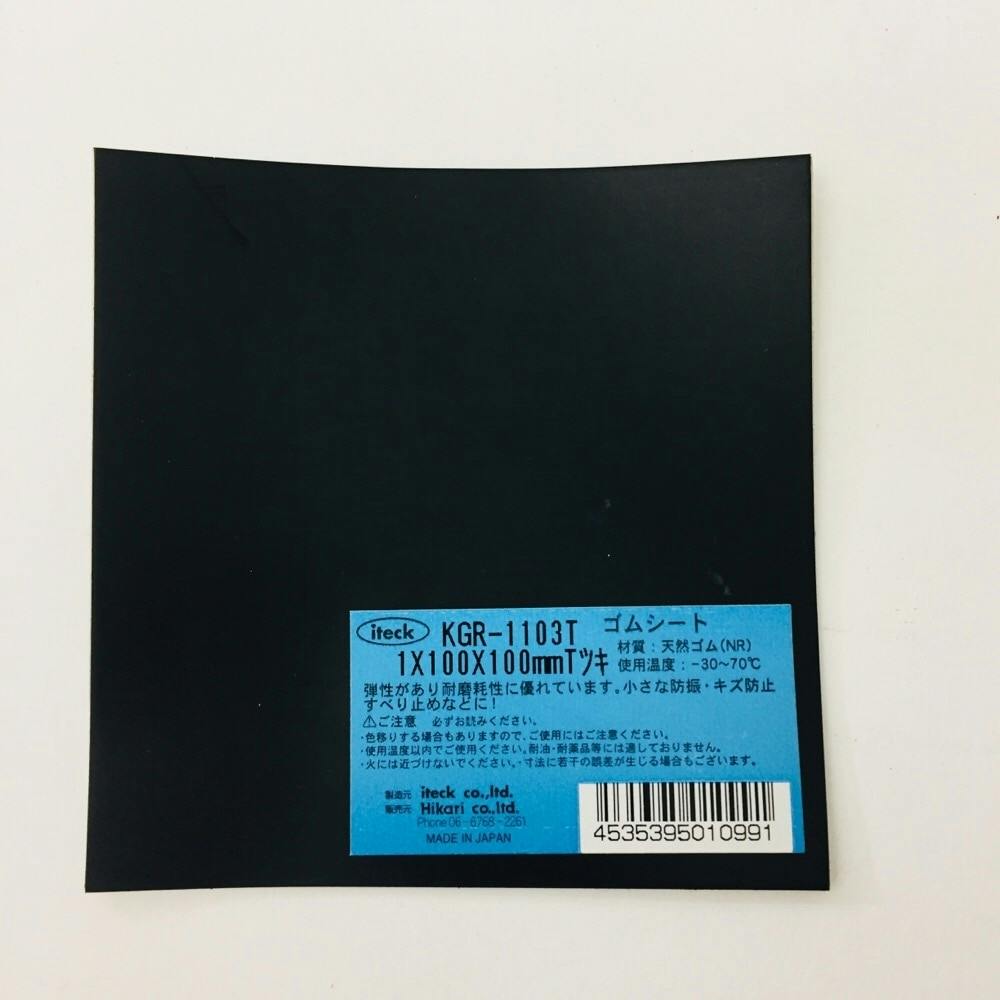 iteck KGR-1103T ゴムシート
1X100X100mmTツキ
材質:天然ゴム(NR)
使用温度:-30~70℃
弾性があり耐磨耗性に優れています。小さな防振・キズ防止
すべり止めなどに!
⚠ご注意 必ずお読みください。
・色移りする場合もありますので、ご使用にはご注意ください。
・使用温度以内でご使用ください。耐油・耐薬品等には適しておりません。
・火には近づけないでください。・寸法に若干の誤差が生じる場合もございます。
製造元 iteck co.,ltd.
販売元 Hikari co.,ltd.
Phone 06-6768-2261
MADE IN JAPAN
4535395010991